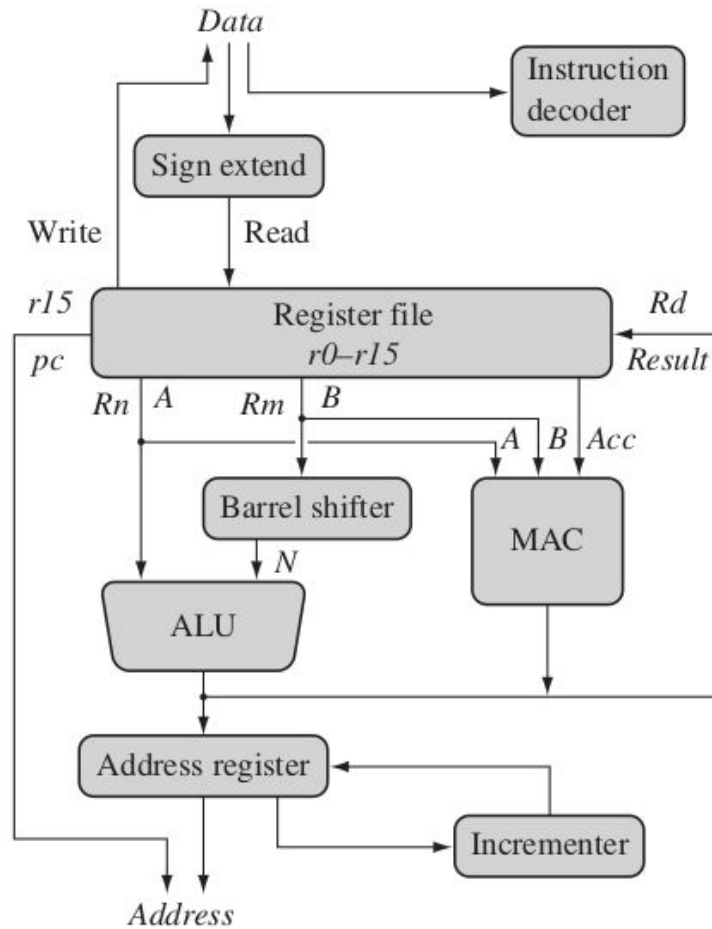 Data
Instruction
decoder
Sign extend
Write
Read
r15
Register file
Rd
pc
r0–r15
Result
Rn
A
Rm
B
A
B
Acc
Barrel shifter
MAC
N
ALU
Address register
Incrementer
Address